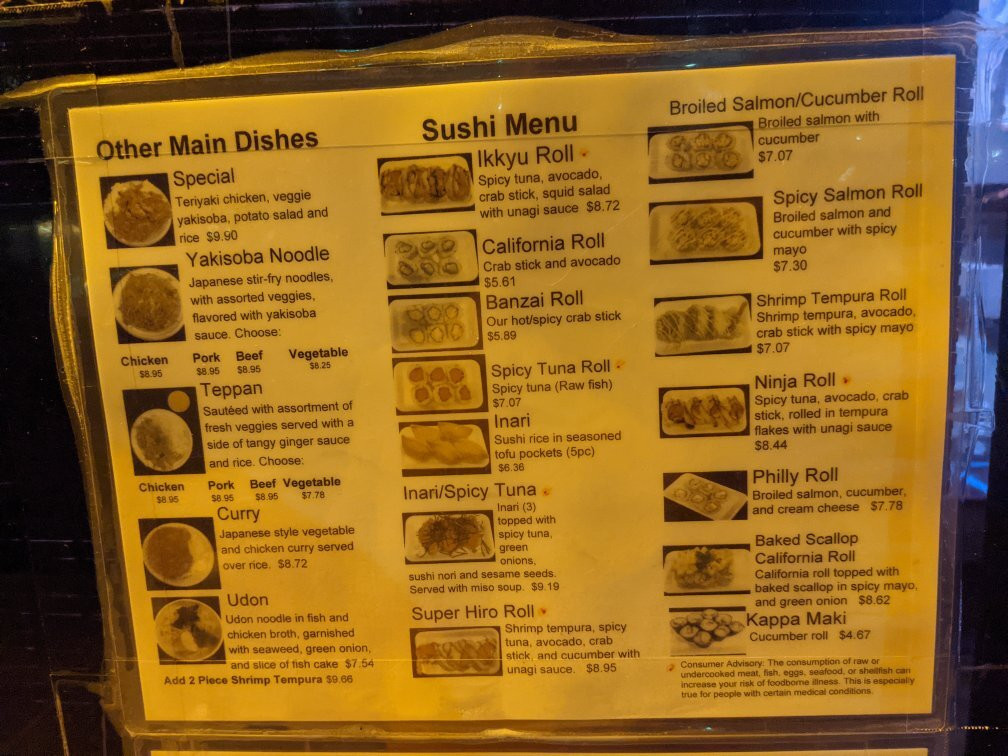 Other Main Dishes
Special
Teriyaki chicken, veggie
yakisoba, potato salad and
rice $9.90
Yakisoba Noodle
Japanese stir-fry noodles,
with assorted veggies,
flavored with yakisoba
sauce. Choose:
Chicken Pork Beef Vegetable
$8.95 $8.95 $8.95 $8.25
Teppan
Sautéed with assortment of
fresh veggies served with a
side of tangy ginger sauce
and rice. Choose:
Chicken Pork Beef Vegetable
$8.95 $8.95 $8.95 $7.78
Curry
Japanese style vegetable
and chicken curry served
over rice. $8.72
Udon
Udon noodle in fish and
chicken broth, garnished
with seaweed, green onion,
and slice of fish cake $7.54
Add 2 Piece Shrimp Tempura $9.66
Sushi Menu
Ikkyu Roll
Spicy tuna, avocado,
crab stick, squid salad
with unagi sauce $8.72
California Roll
Crab stick and avocado
$5.61
Banzai Roll
Our hot/spicy crab stick
$5.89
Spicy Tuna Roll
Spicy tuna (Raw fish)
$7.07
Inari
Sushi rice in seasoned
tofu pockets (5pc)
$6.36
Inari/Spicy Tuna
Inari (3)
topped with
spicy tuna,
green
onions,
sushi nori and sesame seeds.
Served with miso soup. $9.19
Super Hiro Roll
Shrimp tempura, spicy
tuna, avocado, crab
stick, and cucumber with
unagi sauce. $8.95
Broiled Salmon/Cucumber Roll
Broiled salmon with
cucumber
$7.07
Spicy Salmon Roll
Broiled salmon and
cucumber with spicy
mayo
$7.30
Shrimp Tempura Roll
Shrimp tempura, avocado,
crab stick with spicy mayo
$7.07
Ninja Roll
Spicy tuna, avocado, crab
stick, rolled in tempura
flakes with unagi sauce
$8.44
Philly Roll
Broiled salmon, cucumber,
and cream cheese $7.78
Baked Scallop
California Roll
California roll topped with
baked scallop in spicy mayo,
and green onion $8.62
Kappa Maki
Cucumber roll $4.67
Consumer Advisory: The consumption of raw or
undercooked meat, fish, eggs, seafood, or shellfish can
increase your risk of foodborne illness. This is especially
true for people with certain medical conditions.